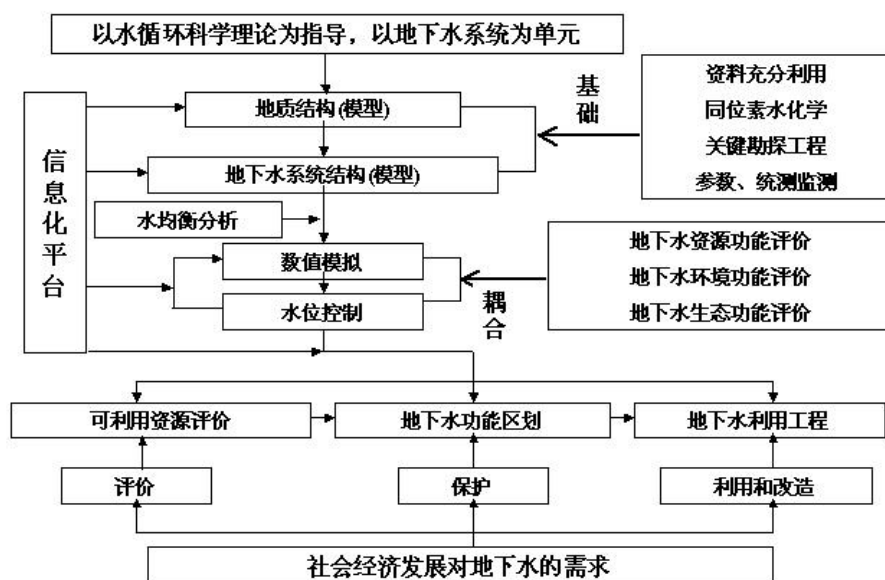 以水循环科学理论为指导，以地下水系统为单元
信息化平台
地质结构(模型)
基础
资料充分利用
同位素水化学
关键勘探工程
参数、统测监测
地下水系统结构(模型)
水均衡分析
数值模拟
水位控制
耦合
地下水资源功能评价
地下水环境功能评价
地下水生态功能评价
可利用资源评价
地下水功能区划
地下水利用工程
评价
保护
利用和改造
社会经济发展对地下水的需求